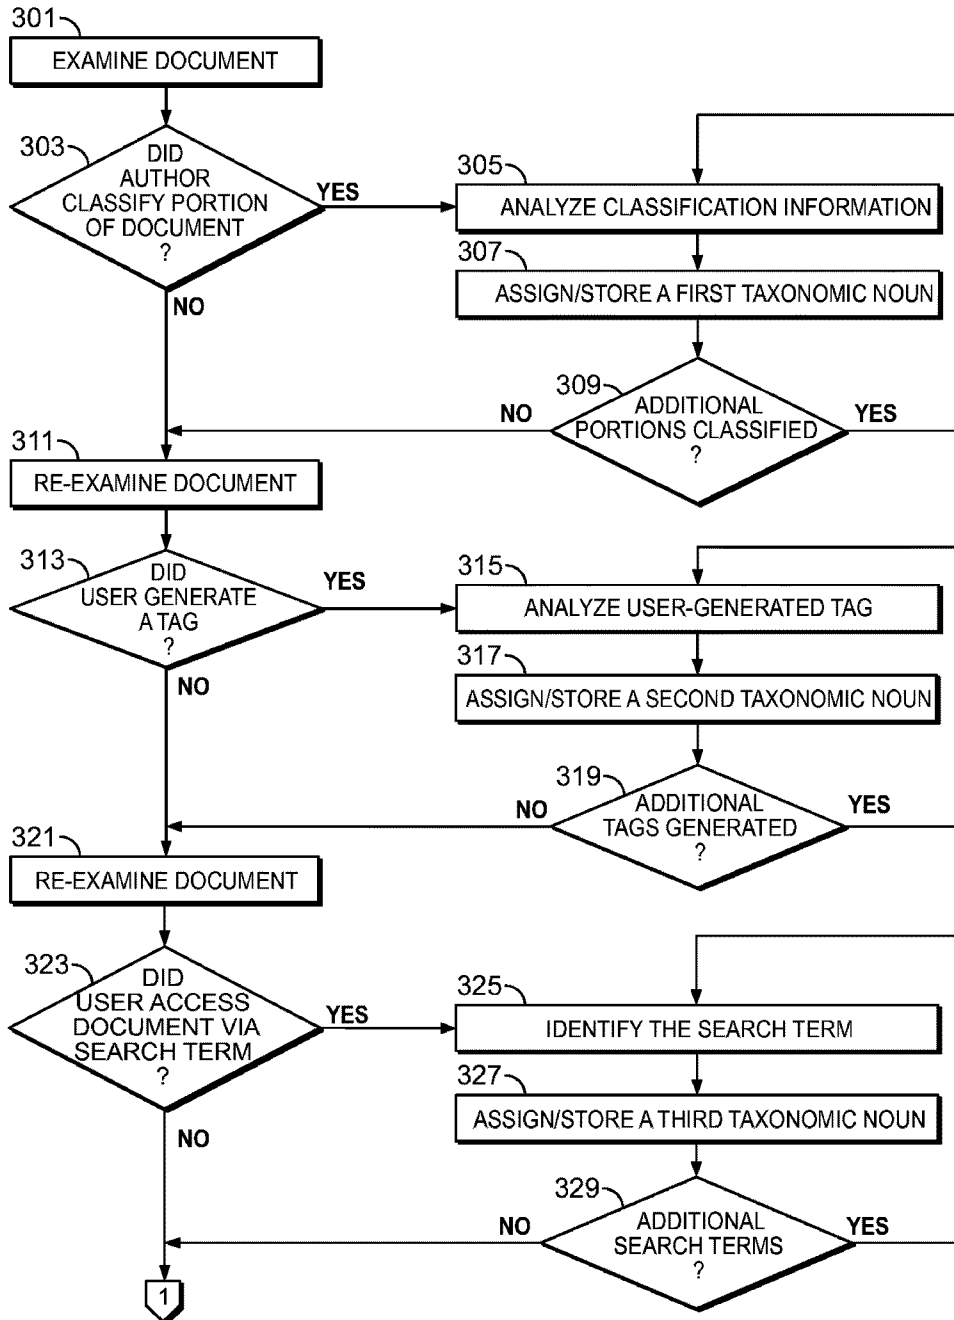 301
EXAMINE DOCUMENT
303
DID
AUTHOR
CLASSIFY PORTION
OF DOCUMENT
?
YES
NO
305
ANALYZE CLASSIFICATION INFORMATION
307
ASSIGN/STORE A FIRST TAXONOMIC NOUN
309
ADDITIONAL
PORTIONS CLASSIFIED
?
NO
YES
311
RE-EXAMINE DOCUMENT
313
DID
USER GENERATE
A TAG
?
YES
NO
315
ANALYZE USER-GENERATED TAG
317
ASSIGN/STORE A SECOND TAXONOMIC NOUN
319
ADDITIONAL
TAGS GENERATED
?
NO
YES
321
RE-EXAMINE DOCUMENT
323
DID
USER ACCESS
DOCUMENT VIA
SEARCH TERM
?
YES
NO
325
IDENTIFY THE SEARCH TERM
327
ASSIGN/STORE A THIRD TAXONOMIC NOUN
329
ADDITIONAL
SEARCH TERMS
?
NO
YES
1